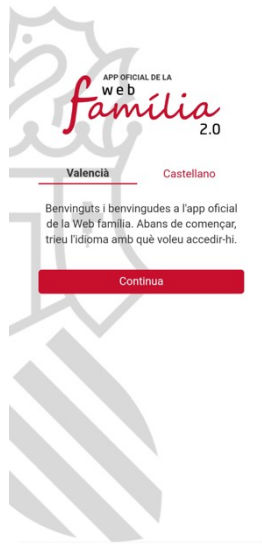 APP OFICIAL DE LA
web
família
2.0
Valencià Castellano
Benvinguts i benvingudes a l'app oficial
de la Web família. Abans de començar,
trieu l'idioma amb què voleu accedir-hi.
Continua